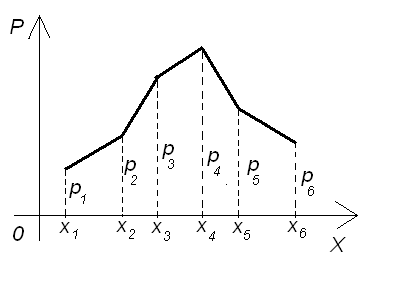 P
p₁ p₂ p₃ p₄ p₅ p₆
0 x₁ x₂ x₃ x₄ x₅ x₆ X